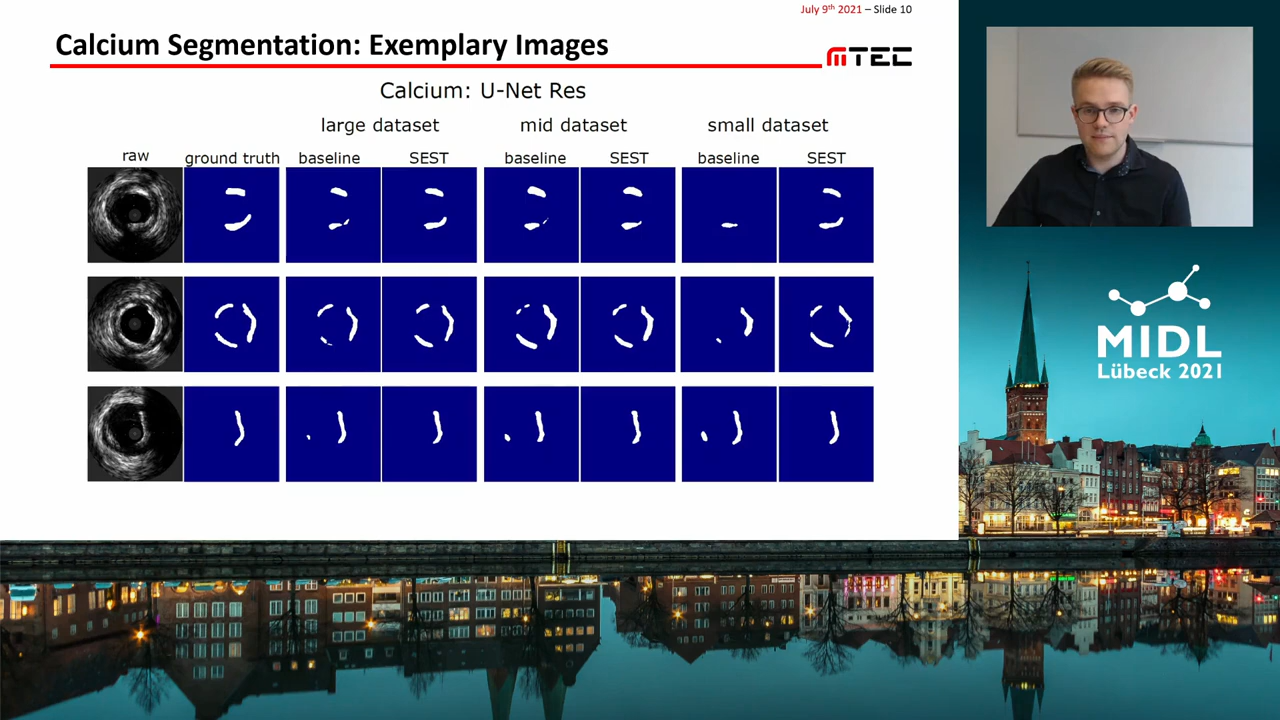 July 9th 2021 – Slide 10
Calcium Segmentation: Exemplary Images
mTEC
Calcium: U-Net Res
large dataset mid dataset small dataset
raw ground truth baseline SEST baseline SEST baseline SEST
MIDL
Lübeck 2021